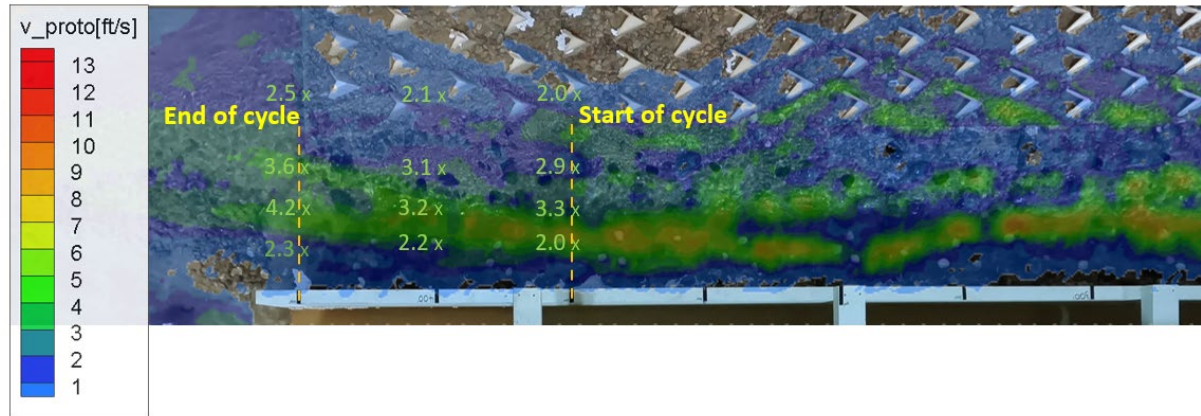 v_proto[ft/s]
13
12
11
10
9
8
7
6
5
4
3
2
1
2.5 x 2.1 x 2.0 x
End of cycle Start of cycle
3.6 x 3.1 x 2.9 x
4.2 x 3.2 x 3.3 x
2.3 x 2.2 x 2.0 x